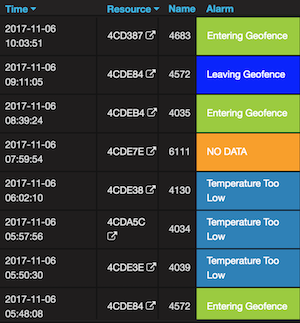 Time Resource Name Alarm
2017-11-06 10:03:51 4CD387 4683 Entering Geofence
2017-11-06 09:11:05 4CDE84 4572 Leaving Geofence
2017-11-06 08:39:24 4CDEB4 4035 Entering Geofence
2017-11-06 07:59:54 4CDE7E 6111 NO DATA
2017-11-06 06:02:10 4CDE38 4130 Temperature Too Low
2017-11-06 05:57:56 4CDA5C 4034 Temperature Too Low
2017-11-06 05:50:30 4CDE3E 4039 Temperature Too Low
2017-11-06 05:48:08 4CDE84 4572 Entering Geofence